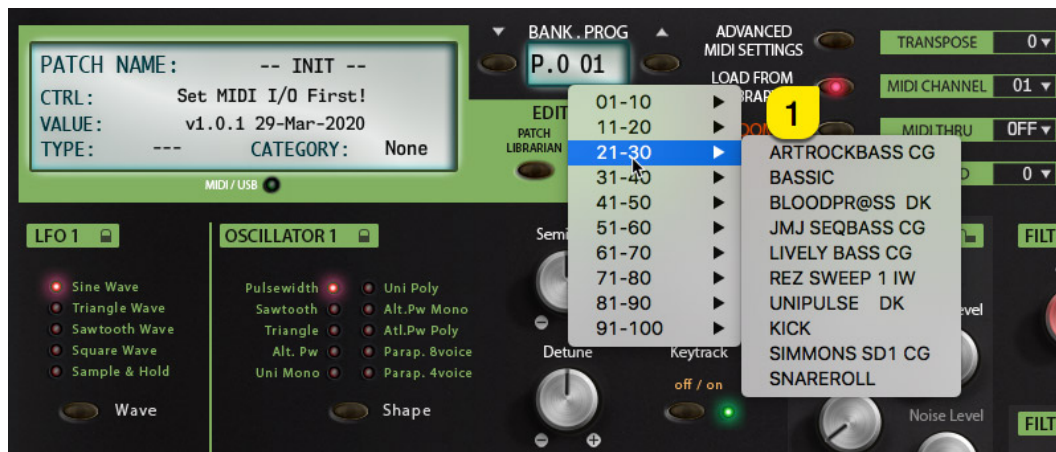 BANK . PROG
P.0 01
ADVANCED
MIDI SETTINGS
LOAD FROM
TRANSPOSE 0
MIDI CHANNEL 01
MIDI THRU OFF
0
PATCH NAME: -- INIT --
CTRL: Set MIDI I/O First!
VALUE: v1.0.1 29-Mar-2020
TYPE: --- CATEGORY: None
MIDI / USB
EDIT
PATCH
LIBRARIAN
1
01-10
11-20
21-30
31-40
41-50
51-60
61-70
71-80
81-90
91-100
ARTROCKBASS CG
BASSIC
BLOODPR@SS DK
JMJ SEQBASS CG
LIVELY BASS CG
REZ SWEEP 1 IW
UNIPULSE DK
KICK
SIMMONS SD1 CG
SNAREROLL
LFO 1
Sine Wave
Triangle Wave
Sawtooth Wave
Square Wave
Sample & Hold
Wave
OSCILLATOR 1
Pulsewidth
Sawtooth
Triangle
Alt. Pw
Uni Mono
Uni Poly
Alt.Pw Mono
Atl.Pw Poly
Parap. 8voice
Parap. 4voice
Shape
Semi
Detune
Keytrack
off / on
Noise Level
FILT
FILT